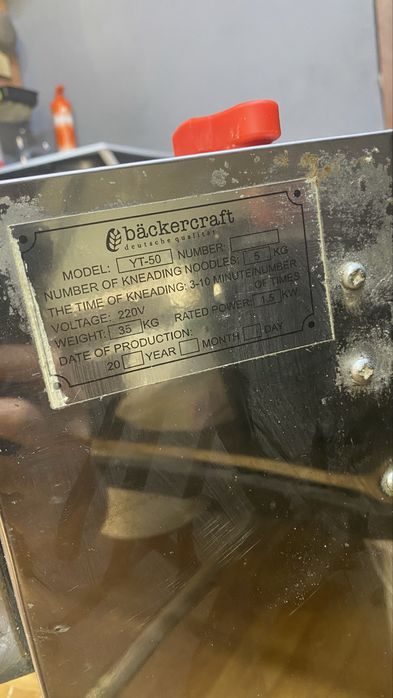 bäckercraft
deutsche qualität
MODEL: YT-50 NUMBER:
NUMBER OF KNEADING NOODLES: 5 KG
THE TIME OF KNEADING: 3-10 MINUTE/NUMBER OF TIMES
VOLTAGE: 220V
WEIGHT: 35 KG RATED POWER: 1.5 KW
DATE OF PRODUCTION:
20 YEAR MONTH DAY